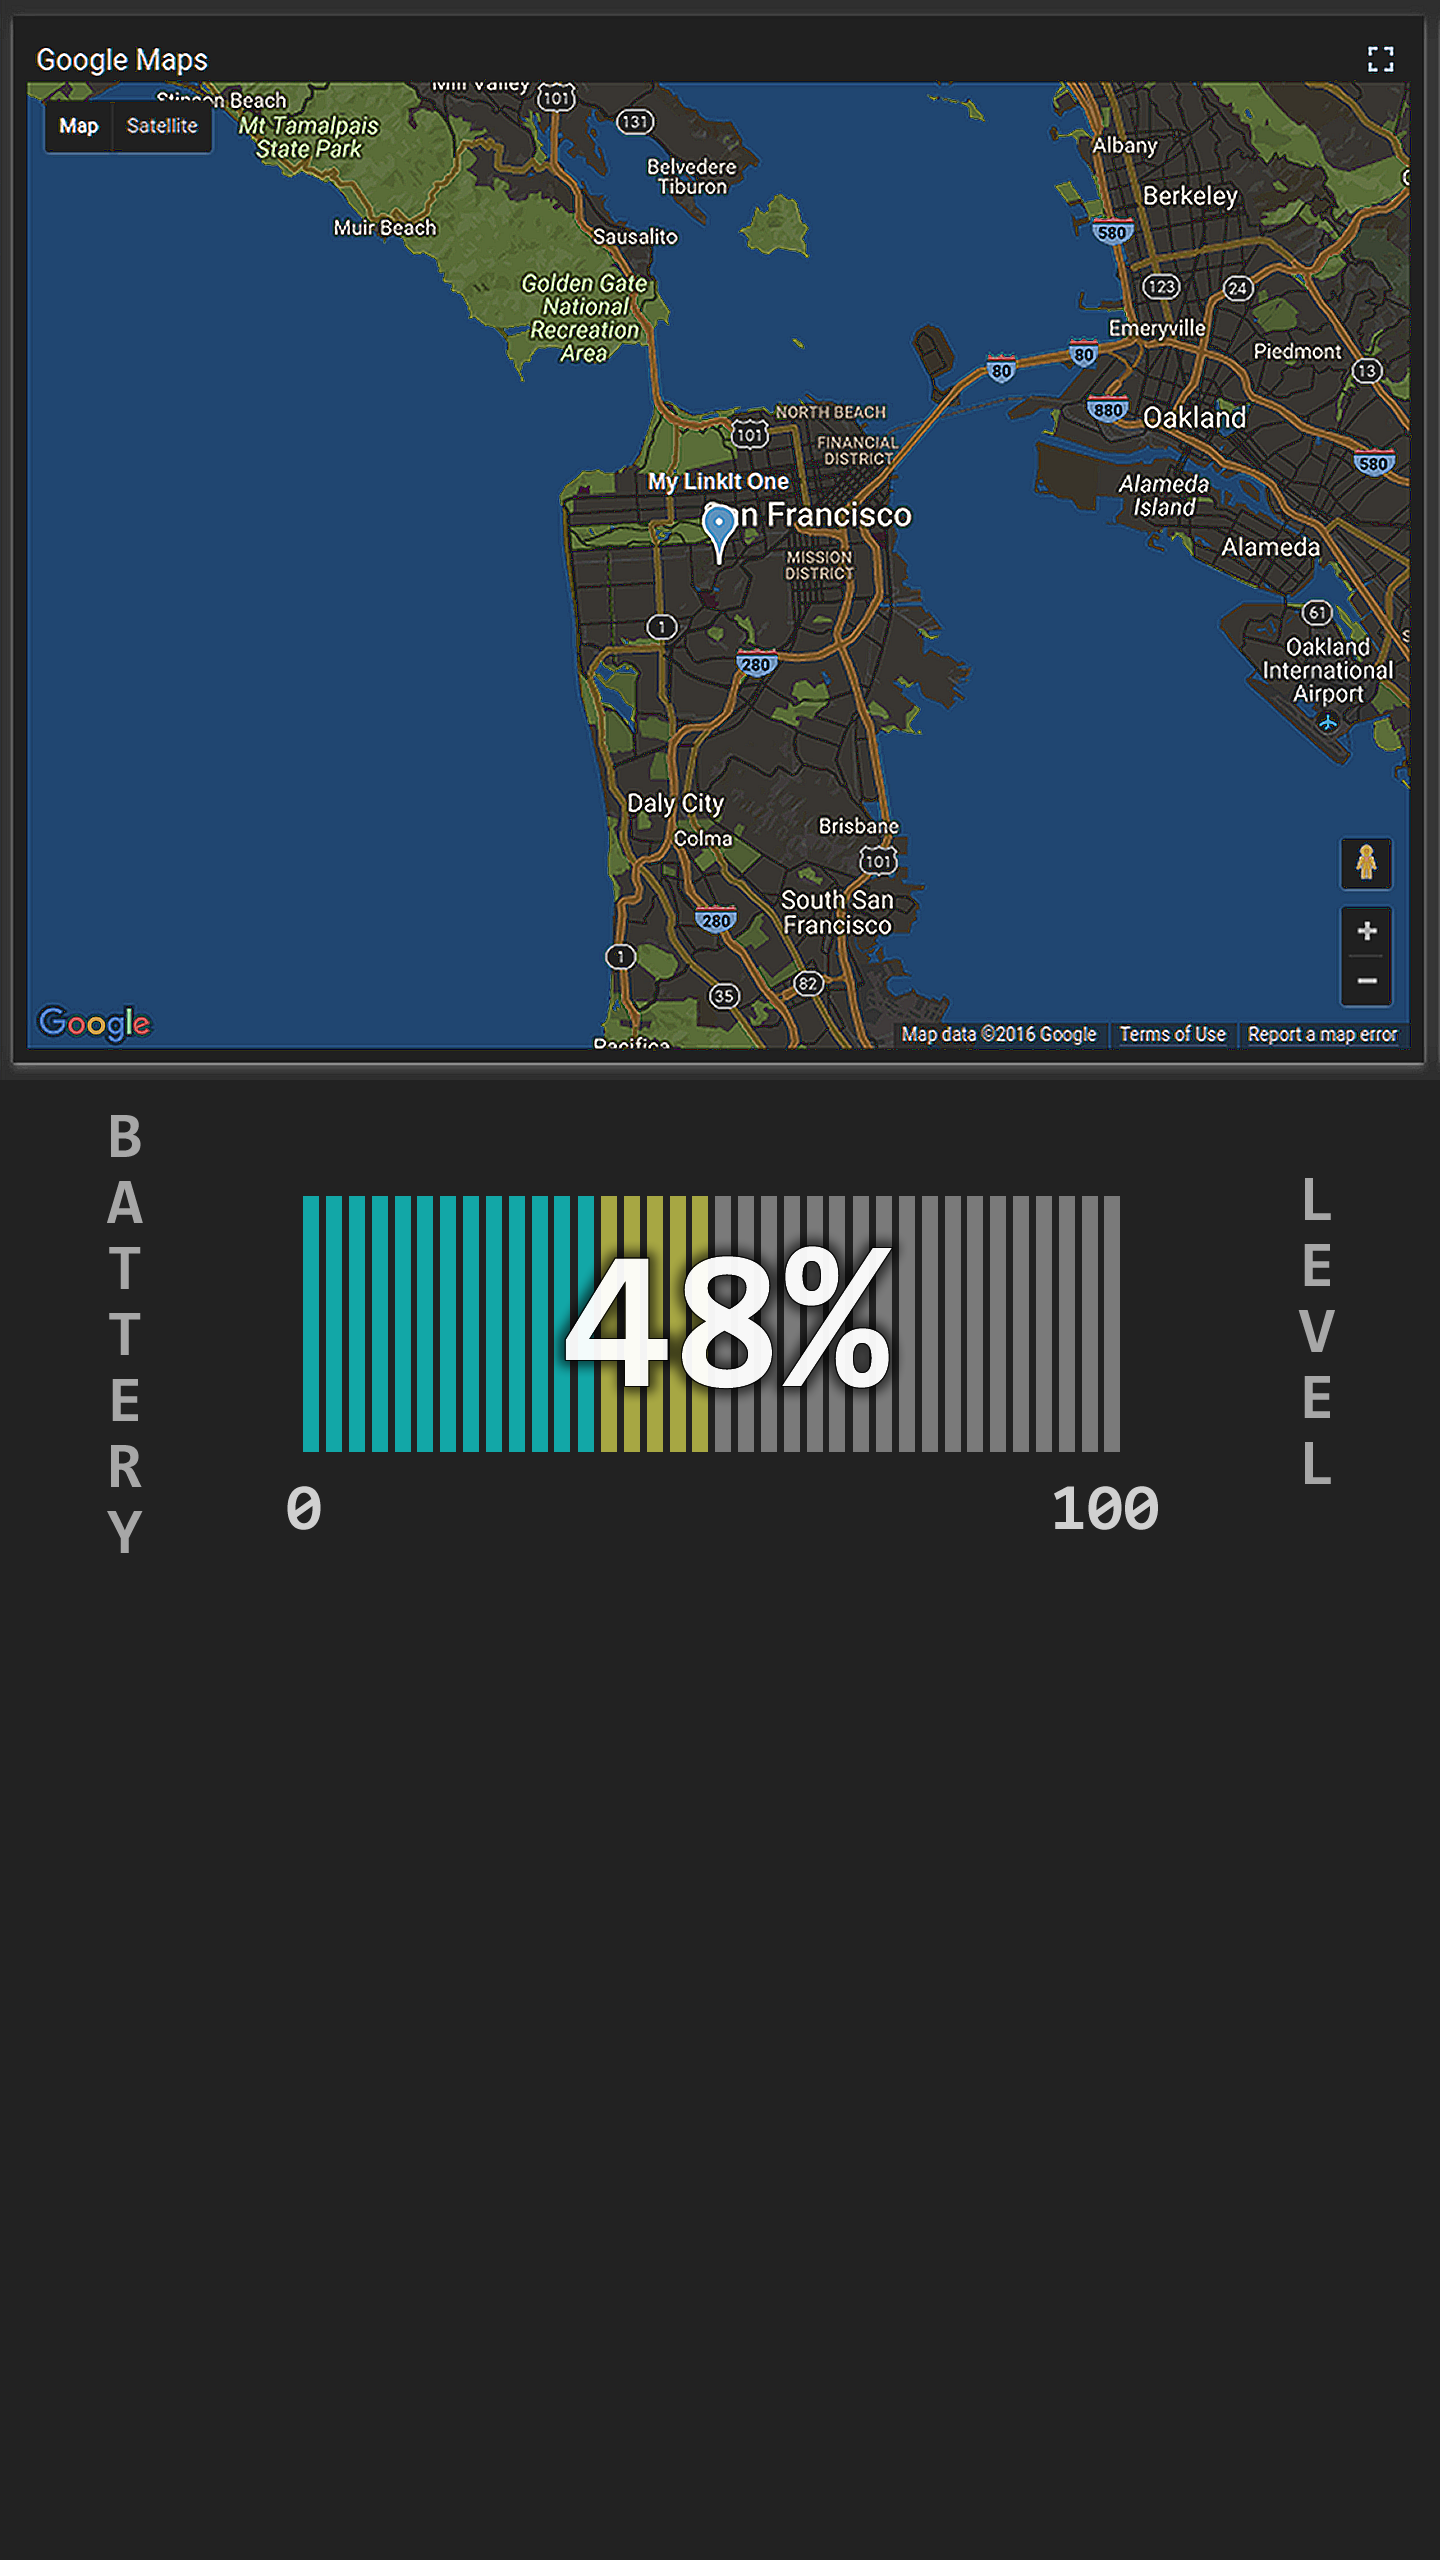 Google Maps
Map
Satellite
Stinson Beach
Mt Tamalpais
State Park
Mill Valley
101
131
Belvedere
Tiburon
Albany
Berkeley
580
Muir Beach
Sausalito
Golden Gate
National
Recreation
Area
123
24
Emeryville
Piedmont
80
80
13
880
Oakland
580
NORTH BEACH
101
FINANCIAL
DISTRICT
My LinkIt One
San Francisco
MISSION
DISTRICT
Alameda
Island
Alameda
1
280
61
Oakland
International
Airport
Daly City
Colma
Brisbane
101
South San
Francisco
280
1
35
82
Pacifica
+
−
Google
Map data ©2016 Google
Terms of Use
Report a map error
BATTERY
48%
0
100
LEVEL